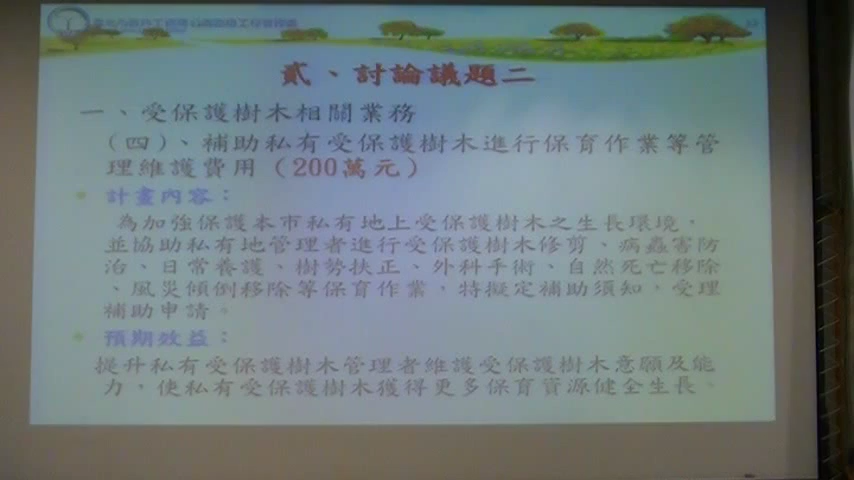 貳、討論議題二
一、受保護樹木相關業務
(四)、補助私有受保護樹木進行保育作業等管
理維護費用（200萬元）
計畫內容：
為加強保護本市私有地上受保護樹木之生長環境，
並協助私有地管理者進行受保護樹木修剪、病蟲害防
治、日常養護、樹勢扶正、外科手術、自然死亡移除
、風災傾倒移除等保育作業，特擬定補助須知，受理
補助申請。
預期效益：
提升私有受保護樹木管理者維護受保護樹木意願及能
力，使私有受保護樹木獲得更多保育資源健全生長。